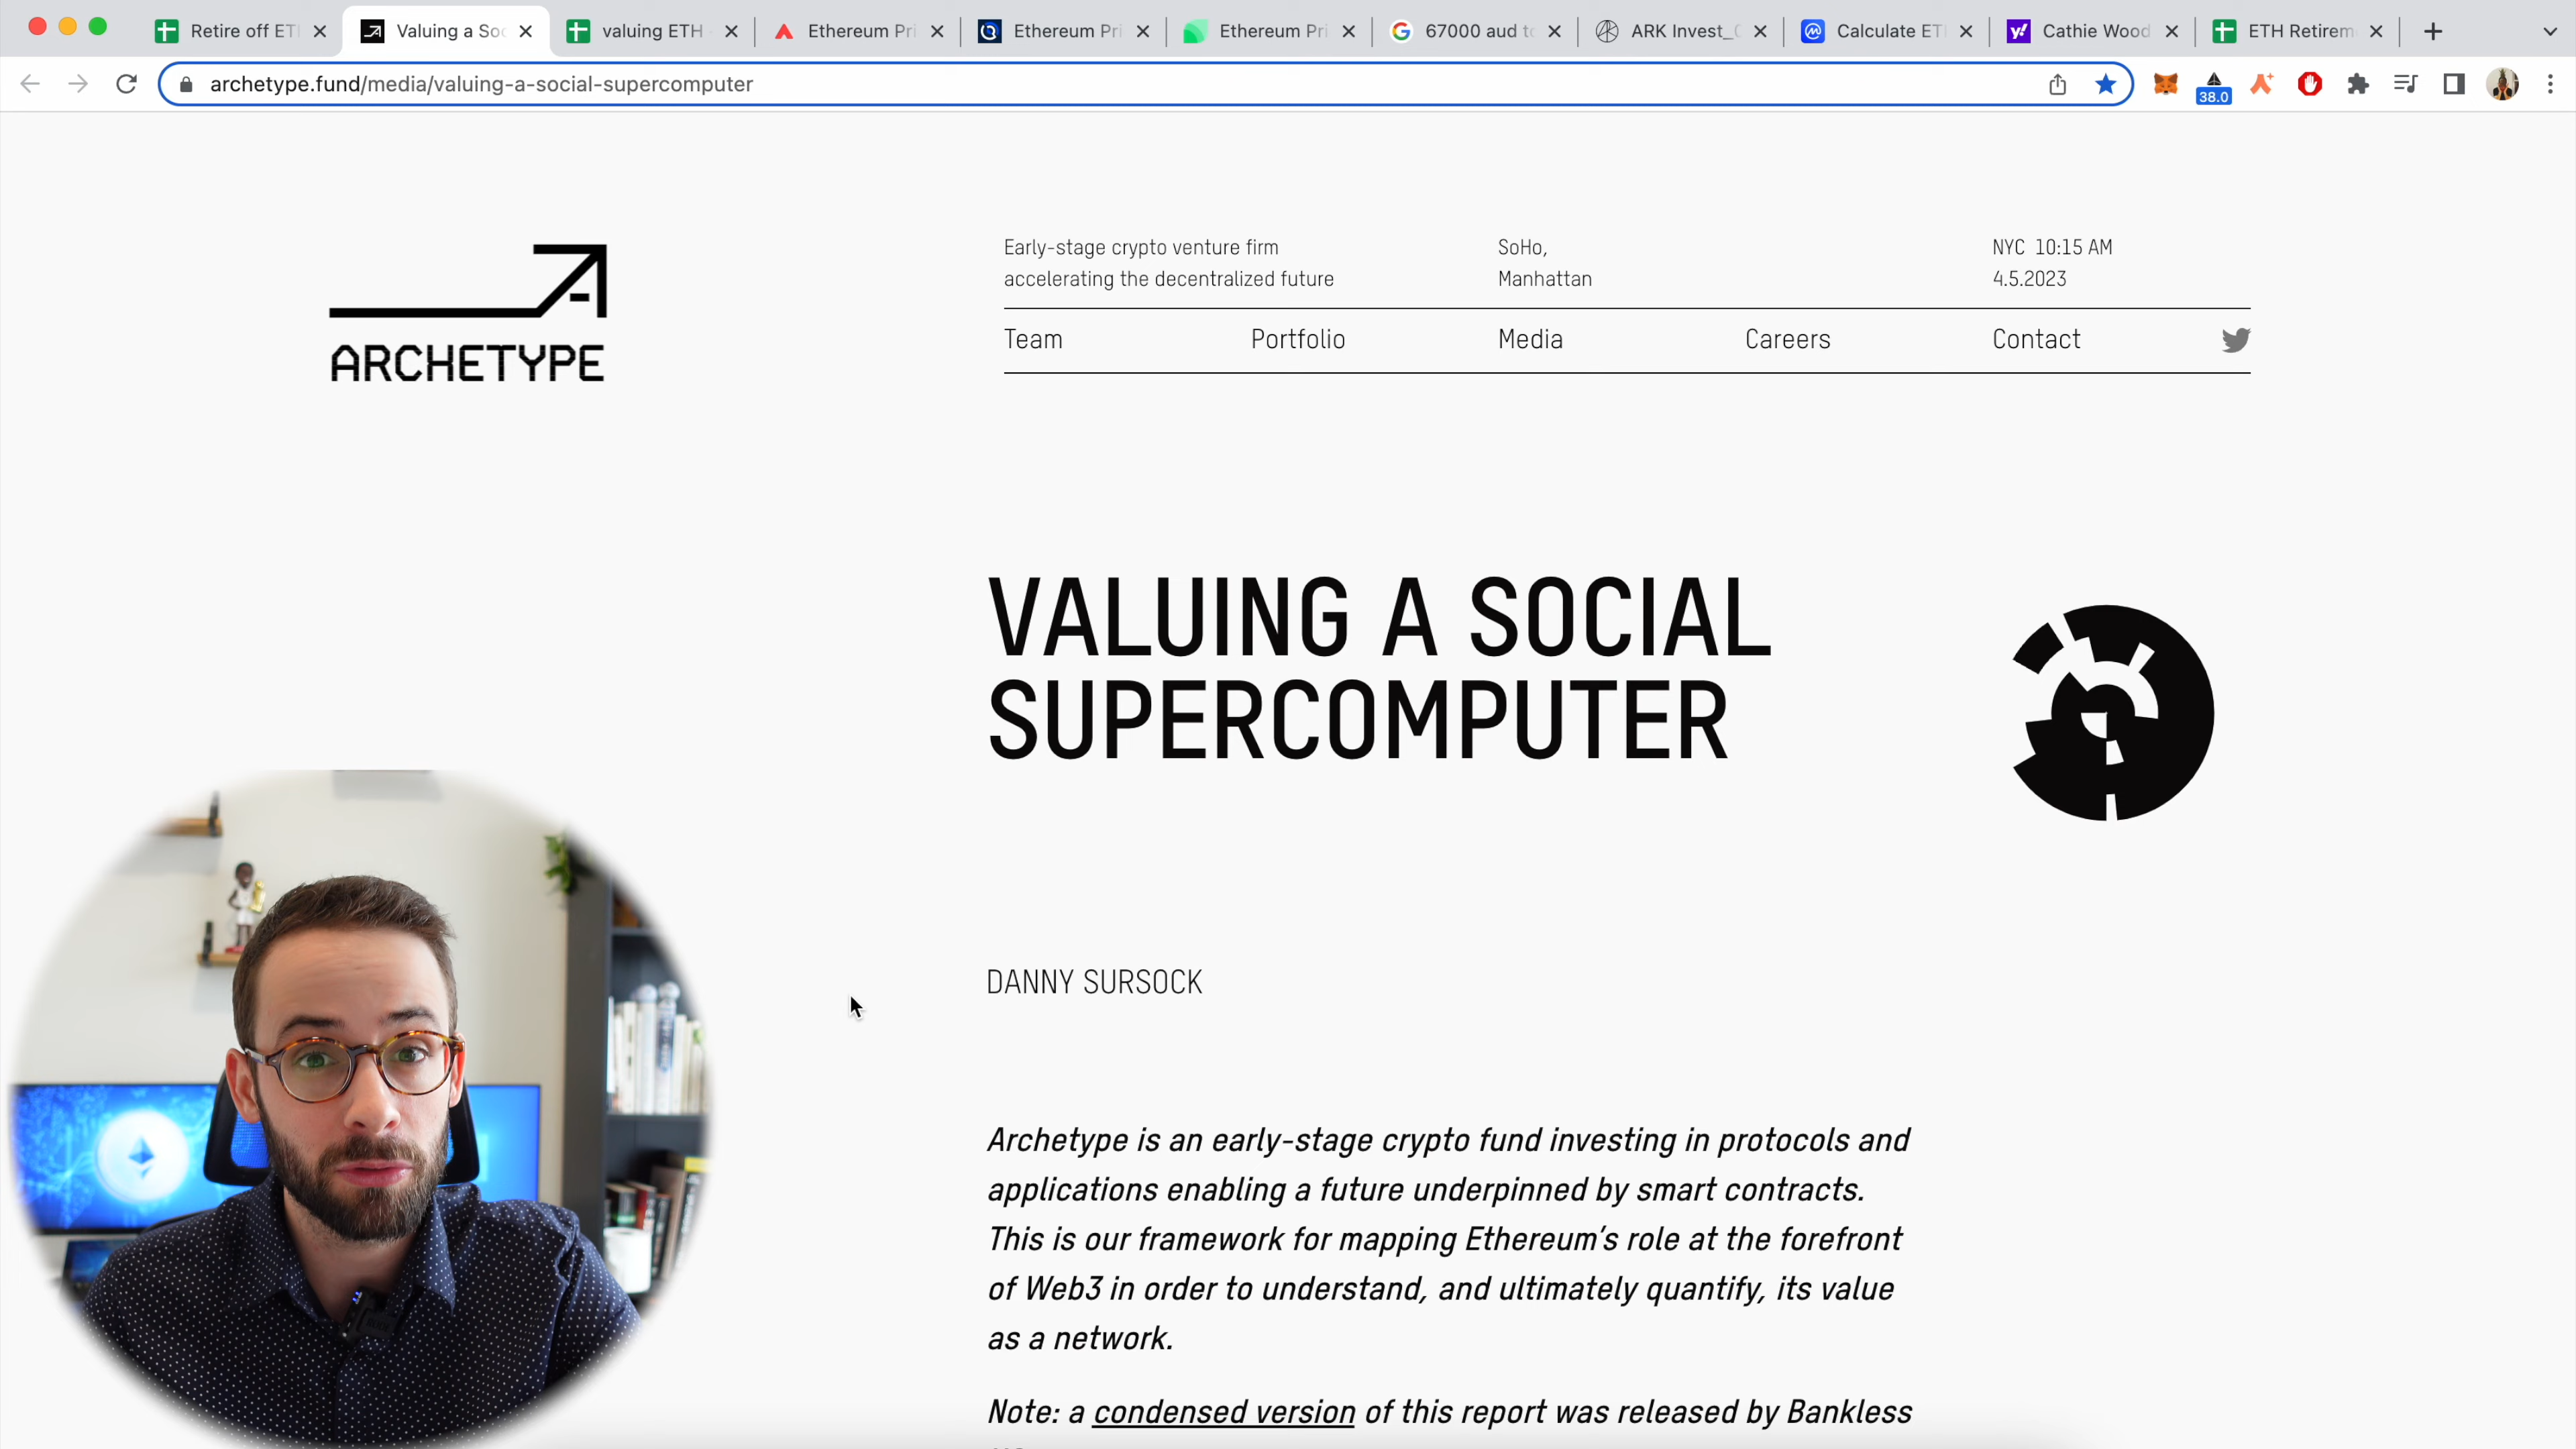 Retire off ET
Valuing a Soc
valuing ETH
Ethereum Pri
Ethereum Pri
Ethereum Pri
67000 aud to
ARK Invest_0
Calculate ET
Cathie Wood
ETH Retirem
archetype.fund/media/valuing-a-social-supercomputer
38.0
ARCHETYPE
Early-stage crypto venture firm
accelerating the decentralized future
SoHo,
Manhattan
NYC 10:15 AM
4.5.2023
Team
Portfolio
Media
Careers
Contact
VALUING A SOCIAL
SUPERCOMPUTER
DANNY SURSOCK
Archetype is an early-stage crypto fund investing in protocols and
applications enabling a future underpinned by smart contracts.
This is our framework for mapping Ethereum's role at the forefront
of Web3 in order to understand, and ultimately quantify, its value
as a network.
Note: a condensed version of this report was released by Bankless